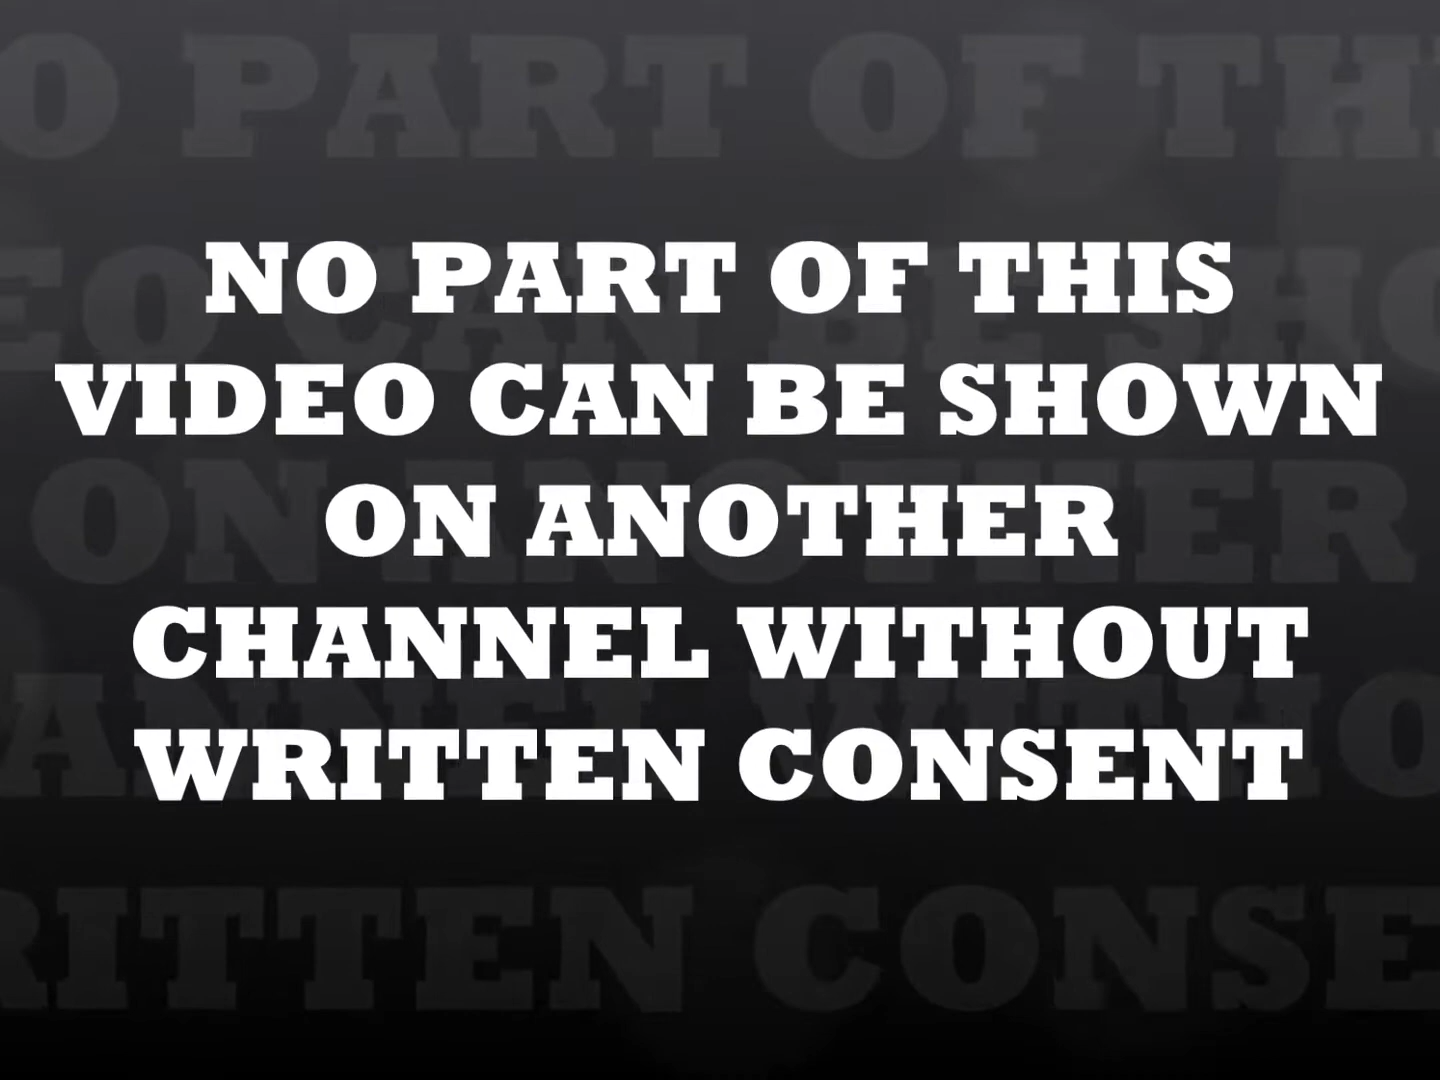 NO PART OF THIS
VIDEO CAN BE SHOWN
ON ANOTHER
CHANNEL WITHOUT
WRITTEN CONSENT